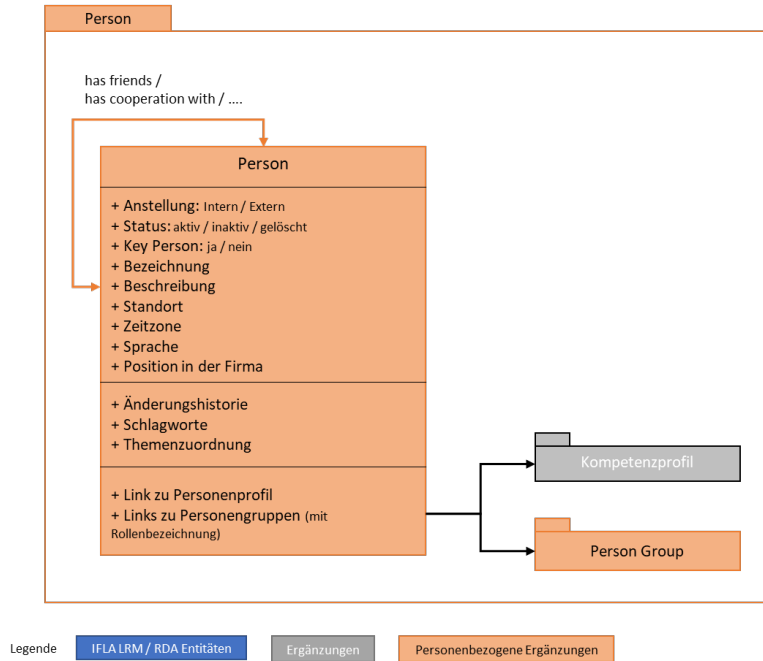 Person
has friends /
has cooperation with / ....
Person
+ Anstellung: Intern / Extern
+ Status: aktiv / inaktiv / gelöscht
+ Key Person: ja / nein
+ Bezeichnung
+ Beschreibung
+ Standort
+ Zeitzone
+ Sprache
+ Position in der Firma
+ Änderungshistorie
+ Schlagworte
+ Themenzuordnung
+ Link zu Personenprofil
+ Links zu Personengruppen (mit
Rollenbezeichnung)
Kompetenzprofil
Person Group
Legende
IFLA LRM / RDA Entitäten
Ergänzungen
Personenbezogene Ergänzungen